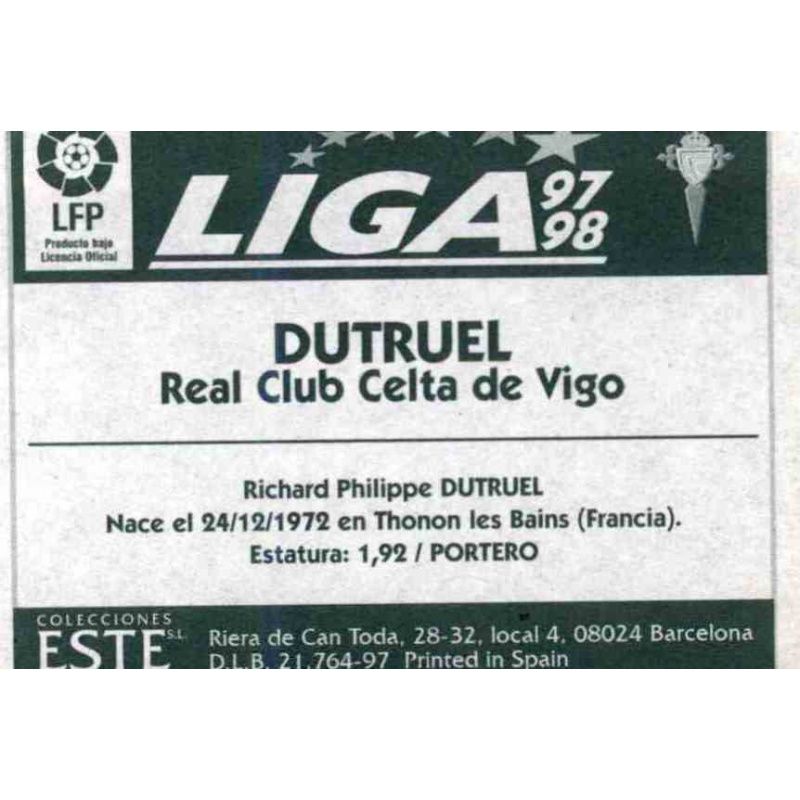 LFP
Producto bajo
Licencia Oficial
LIGA 97
98
DUTRUEL
Real Club Celta de Vigo
Richard Philippe DUTRUEL
Nace el 24/12/1972 en Thonon les Bains (Francia).
Estatura: 1,92 / PORTERO
COLECCIONES
ESTE S.L.
Riera de Can Toda, 28-32, local 4, 08024 Barcelona
D.L.B. 21.764-97 Printed in Spain